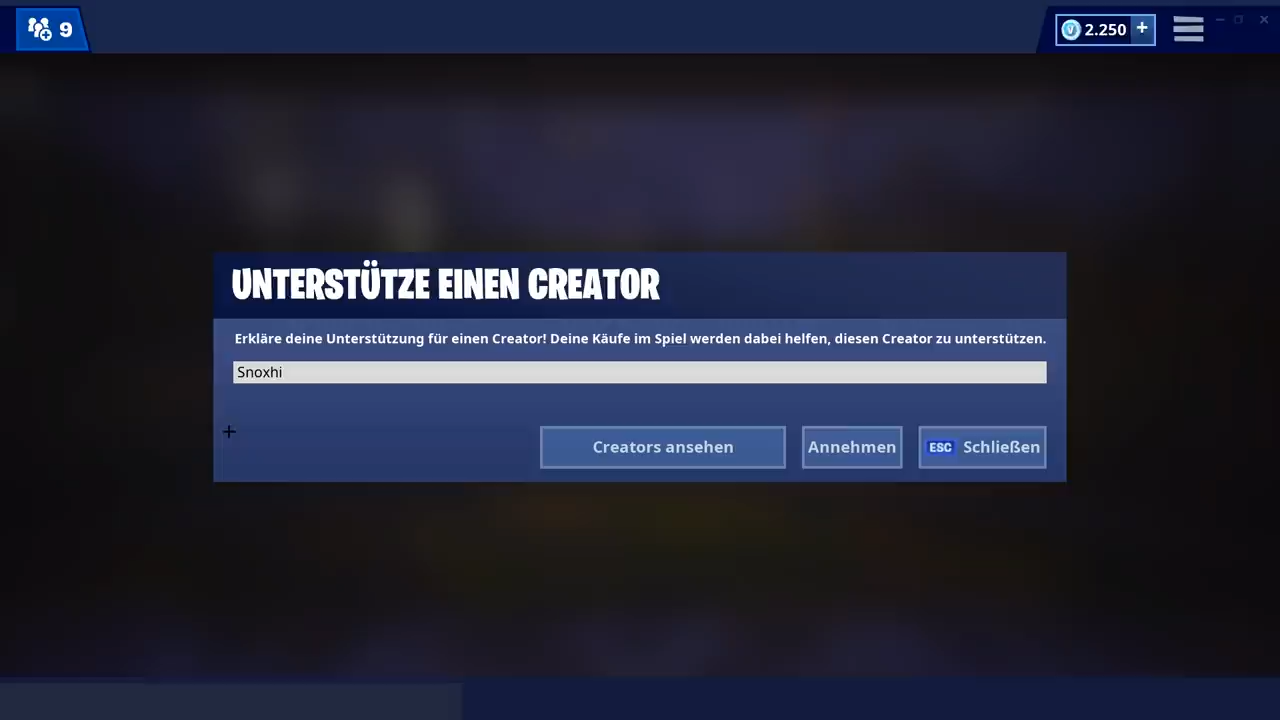 9
2.250 +
UNTERSTÜTZE EINEN CREATOR
Erkläre deine Unterstützung für einen Creator! Deine Käufe im Spiel werden dabei helfen, diesen Creator zu unterstützen.
Snoxhi
Creators ansehen
Annehmen
ESC Schließen